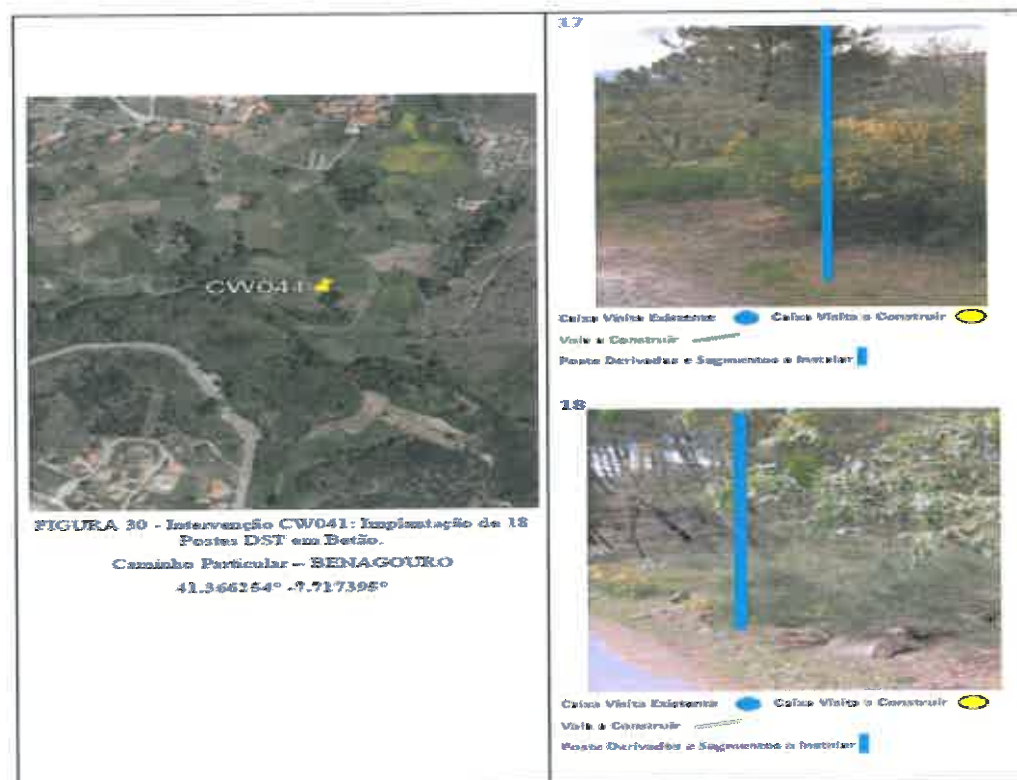 CW041
FIGURA 30 - Intervenção CW041: Implantação de 18
Postes DST em Betão.
Caminho Particular – BENAGOURO
41.366254° -7.717395°
17
Caixa Visita Existente Caixa Visita a Construir
Vala a Construir
Poste Derivadas e Segmentos a Instalar
18
Caixa Visita Existente Caixa Visita a Construir
Vala a Construir
Poste Derivadas e Segmentos a Instalar